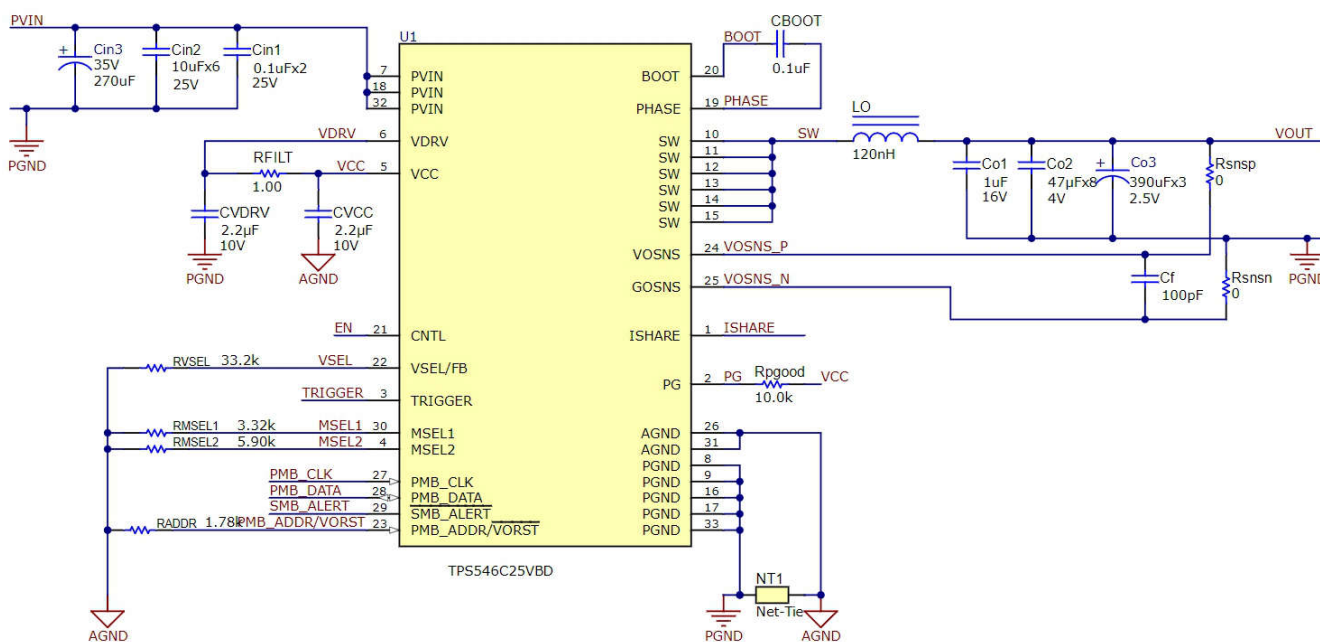 PVIN
Cin3
35V
270uF
Cin2
10uFx6
25V
Cin1
0.1uFx2
25V
PGND
U1
7 PVIN
18 PVIN
32 PVIN
VDRV 6 VDRV
RFILT
1.00
VCC 5 VCC
CVDRV
2.2µF
10V
PGND
CVCC
2.2µF
10V
AGND
EN 21 CNTL
RVSEL 33.2k VSEL 22 VSEL/FB
TRIGGER 3 TRIGGER
RMSEL1 3.32k MSEL1 30 MSEL1
RMSEL2 5.90k MSEL2 4 MSEL2
PMB_CLK 27 PMB_CLK
PMB_DATA 28 PMB_DATA
SMB_ALERT 29 SMB_ALERT
RADDR 1.78k PMB_ADDR/VORST 23 PMB_ADDR/VORST
AGND
TPS546C25VBD
BOOT 20 BOOT
CBOOT
0.1uF
PHASE 19 PHASE
SW 10 SW
SW 11
SW 12
SW 13
SW 14
SW 15
LO
120nH
VOUT
Co1
1uF
16V
Co2
47µFx8
4V
Co3
390uFx3
2.5V
Rsnsp
0
VOSNS 24 VOSNS_P
GOSNS 25 VOSNS_N
Cf
100pF
Rsnsn
0
PGND
ISHARE 1 ISHARE
PG 2 PG
Rpgood
10.0k
VCC
AGND 26
AGND 31
PGND 8
PGND 9
PGND 16
PGND 17
PGND 33
NT1
Net-Tie
PGND
AGND